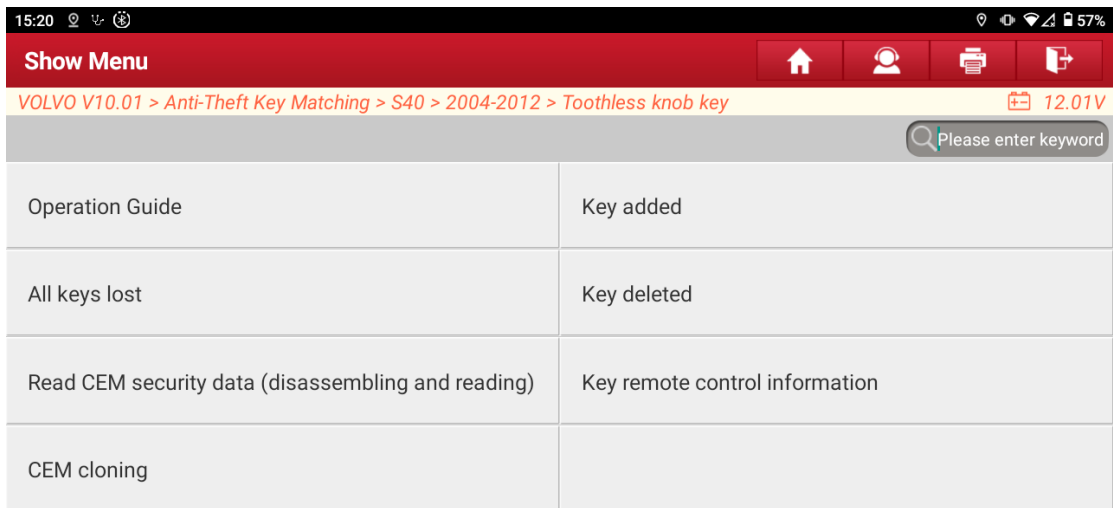 15:20 57%
Show Menu
VOLVO V10.01 > Anti-Theft Key Matching > S40 > 2004-2012 > Toothless knob key 12.01V
Please enter keyword
Operation Guide Key added
All keys lost Key deleted
Read CEM security data (disassembling and reading) Key remote control information
CEM cloning